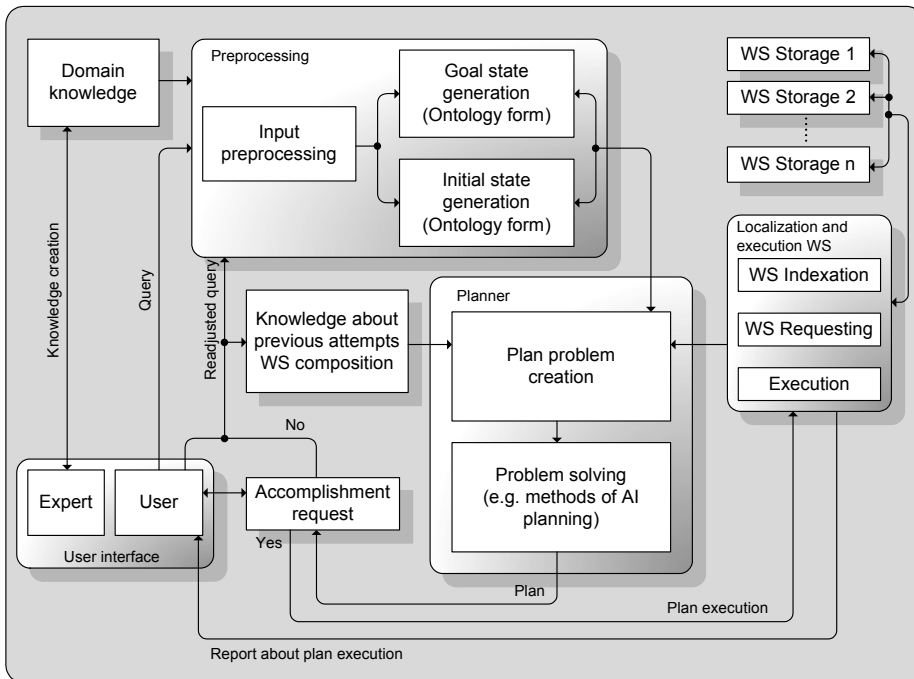 Domain
knowledge
Preprocessing
Input
preprocessing
Goal state
generation
(Ontology form)
Initial state
generation
(Ontology form)
WS Storage 1
WS Storage 2
WS Storage n
Localization and
execution WS
WS Indexation
WS Requesting
Execution
Knowledge creation
Query
Readjusted query
Knowledge about
previous attempts
WS composition
Planner
Plan problem
creation
Problem solving
(e.g. methods of AI
planning)
No
Expert
User
User interface
Accomplishment
request
Yes
Plan
Plan execution
Report about plan execution